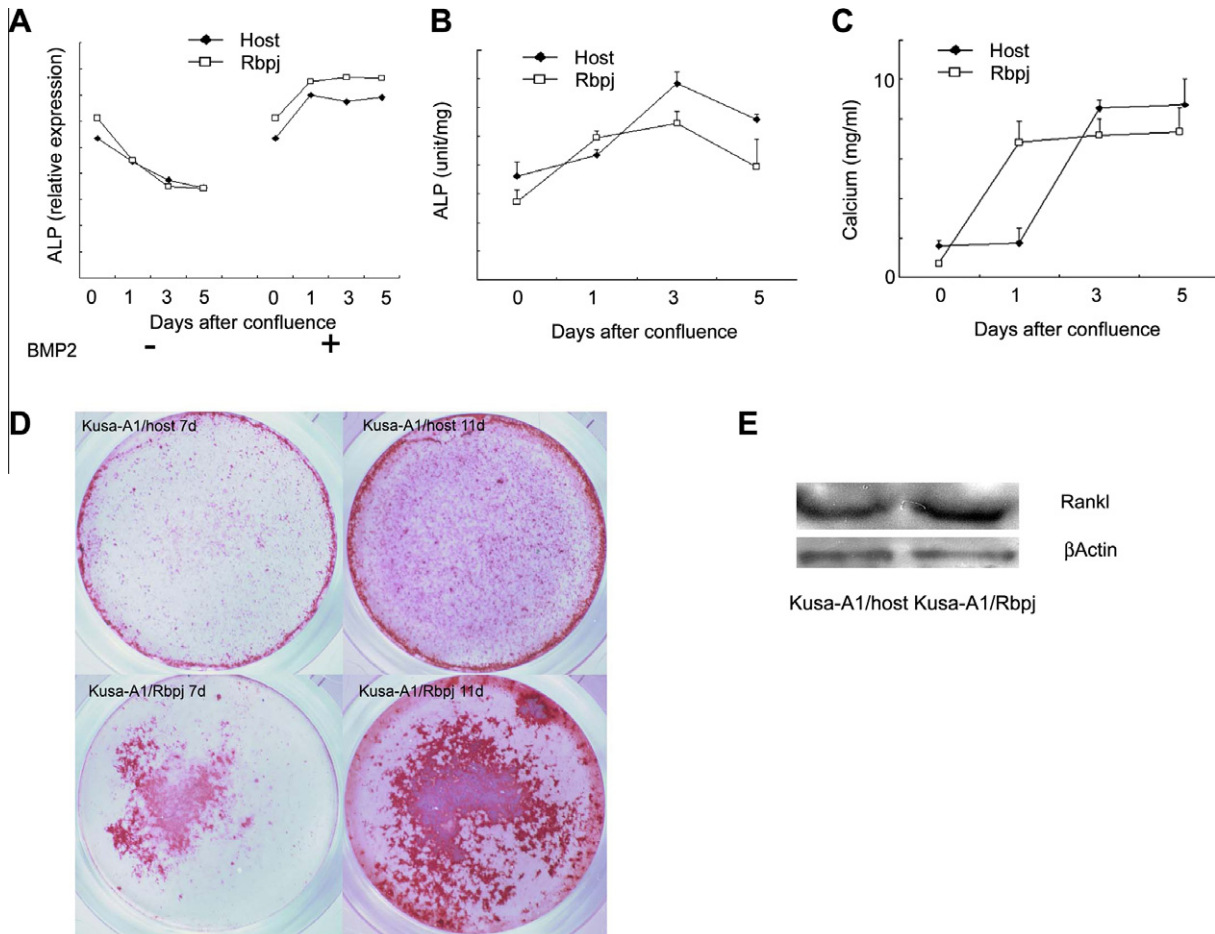 A
Host
Rbpj
ALP (relative expression)
0 1 3 5 0 1 3 5
Days after confluence
BMP2 - +
B
Host
Rbpj
ALP (unit/mg)
0 1 3 5
Days after confluence
C
Host
Rbpj
10
0
Calcium (mg/ml)
0 1 3 5
Days after confluence
D
Kusa-A1/host 7d
Kusa-A1/host 11d
Kusa-A1/Rbpj 7d
Kusa-A1/Rbpj 11d
E
Rankl
βActin
Kusa-A1/host Kusa-A1/Rbpj